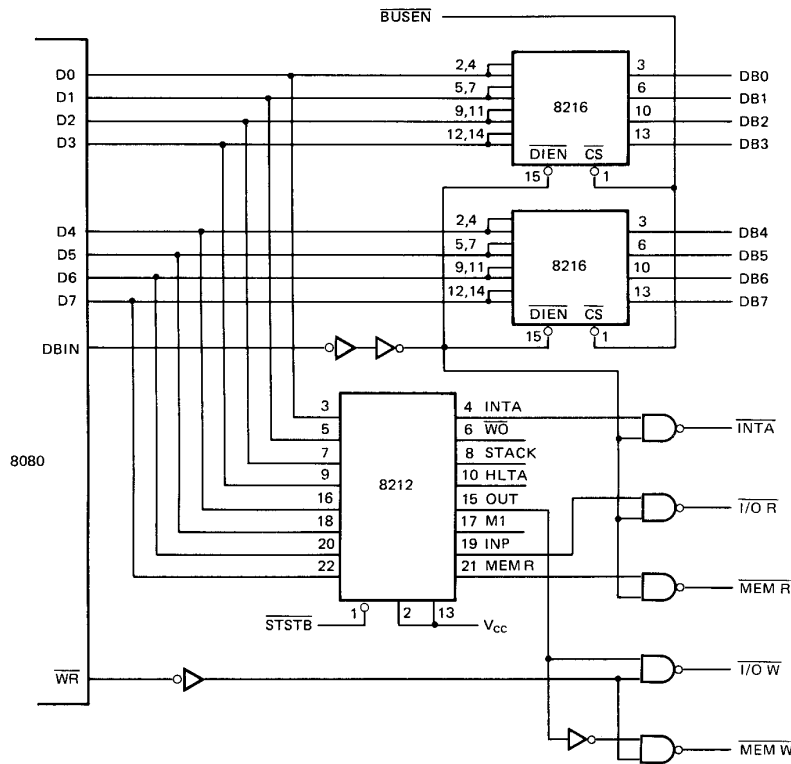 BUSEN
D0 2,4 3 DB0
D1 5,7 6 DB1
D2 9,11 8216 10 DB2
D3 12,14 13 DB3
DIEN CS
15 1
D4 2,4 3 DB4
D5 5,7 6 DB5
D6 9,11 8216 10 DB6
D7 12,14 13 DB7
DIEN CS
DBIN 15 1
3 4 INTA INTA
5 6 WO
7 8 STACK
8080 9 8212 10 HLTA
16 15 OUT I/O R
18 17 M1
20 19 INP
22 21 MEM R MEM R
STSTB 1 2 13 VCC
WR I/O W
MEM W